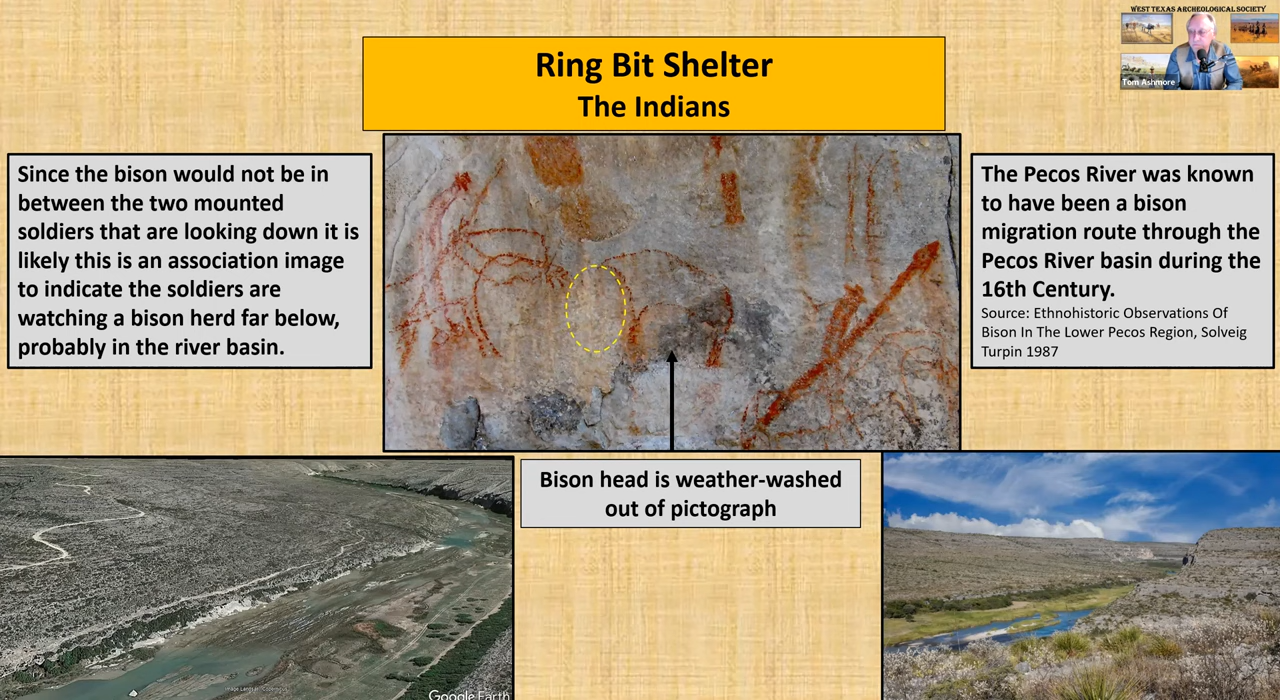 WEST TEXAS ARCHEOLOGICAL SOCIETY
Tom Ashmore
Ring Bit Shelter
The Indians
Since the bison would not be in
between the two mounted
soldiers that are looking down it is
likely this is an association image
to indicate the soldiers are
watching a bison herd far below,
probably in the river basin.
The Pecos River was known
to have been a bison
migration route through the
Pecos River basin during the
16th Century.
Source: Ethnohistoric Observations Of
Bison In The Lower Pecos Region, Solveig
Turpin 1987
Bison head is weather-washed
out of pictograph
Image Landsat / Copernicus
Google Earth